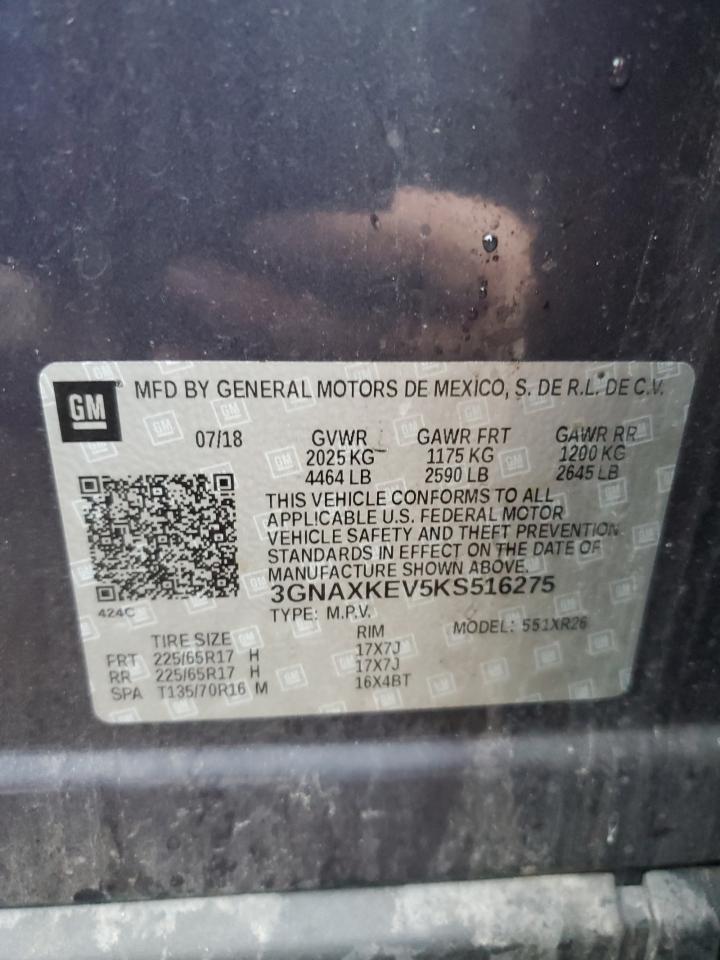 GM
MFD BY GENERAL MOTORS DE MEXICO, S. DE R.L. DE C.V.
07/18 GVWR GAWR FRT GAWR RR
2025 KG 1175 KG 1200 KG
4464 LB 2590 LB 2645 LB
THIS VEHICLE CONFORMS TO ALL
APPLICABLE U.S. FEDERAL MOTOR
VEHICLE SAFETY AND THEFT PREVENTION
STANDARDS IN EFFECT ON THE DATE OF
MANUFACTURE SHOWN ABOVE.
3GNAXKEV5KS516275
424C
TYPE: M.P.V. MODEL: 551XR26
TIRE SIZE RIM
FRT 225/65R17 H 17X7J
RR 225/65R17 H 17X7J
SPA T135/70R16 M 16X4BT